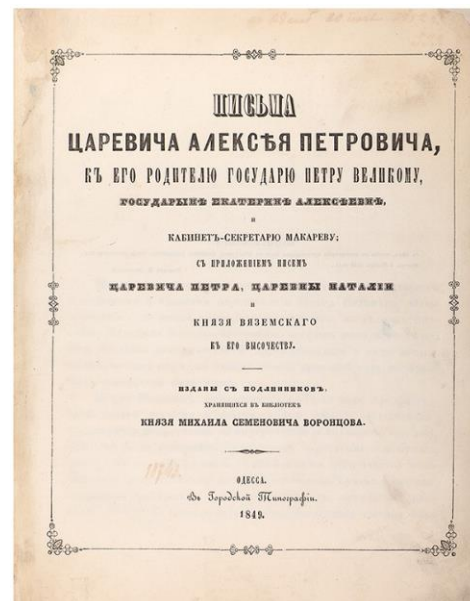 ПИСЬМА
ЦАРЕВИЧА АЛЕКСѢЯ ПЕТРОВИЧА,
КЪ ЕГО РОДИТЕЛЮ ГОСУДАРЮ ПЕТРУ ВЕЛИКОМУ,
ГОСУДАРЫНѢ ЕКАТЕРИНѢ АЛЕКСѢЕВНѢ,
И
КАБИНЕТЪ-СЕКРЕТАРЮ МАКАРЕВУ;
СЪ ПРИЛОЖЕНІЕМЪ ПИСЕМЪ
ЦАРЕВИЧА ПЕТРА, ЦАРЕВНЫ НАТАЛІИ
И
КНЯЗЯ ВЯЗЕМСКАГО
КЪ ЕГО ВЫСОЧЕСТВУ.
ИЗДАНЫ СЪ ПОДЛИННИКОВЪ,
ХРАНЯЩИХСЯ ВЪ БИБЛІОТЕКѢ
КНЯЗЯ МИХАИЛА СЕМЕНОВИЧА ВОРОНЦОВА.
ОДЕССА.
Въ Городской Типографіи.
1849.